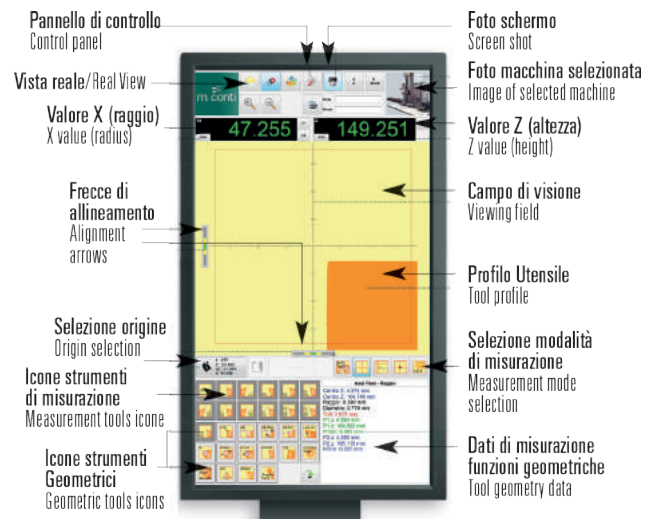 Pannello di controllo
Control panel
Foto schermo
Screen shot
Vista reale/Real View
Foto macchina selezionata
Image of selected machine
m.conti
Valore X (raggio)
X value (radius)
47.255
149.251
Valore Z (altezza)
Z value (height)
Frecce di
allineamento
Alignment
arrows
Campo di visione
Viewing field
Profilo Utensile
Tool profile
Selezione origine
Origin selection
Selezione modalità
di misurazione
Measurement mode
selection
Icone strumenti
di misurazione
Measurement tools icone
Icone strumenti
Geometrici
Geometric tools icons
Dati di misurazione
funzioni geometriche
Tool geometry data